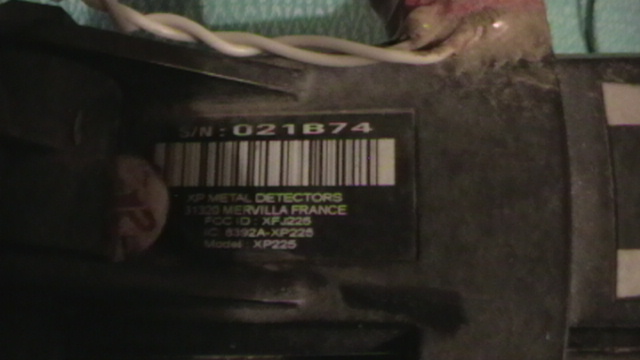 S/N : 021B74
XP METAL DETECTORS
31320 MERVILLA FRANCE
FCC ID : XFJ225
IC: 8392A-XP225
Model : XP225